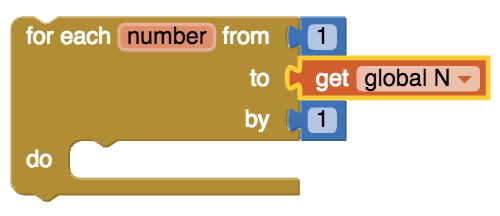 for each number from 1
to get global N
by 1
do